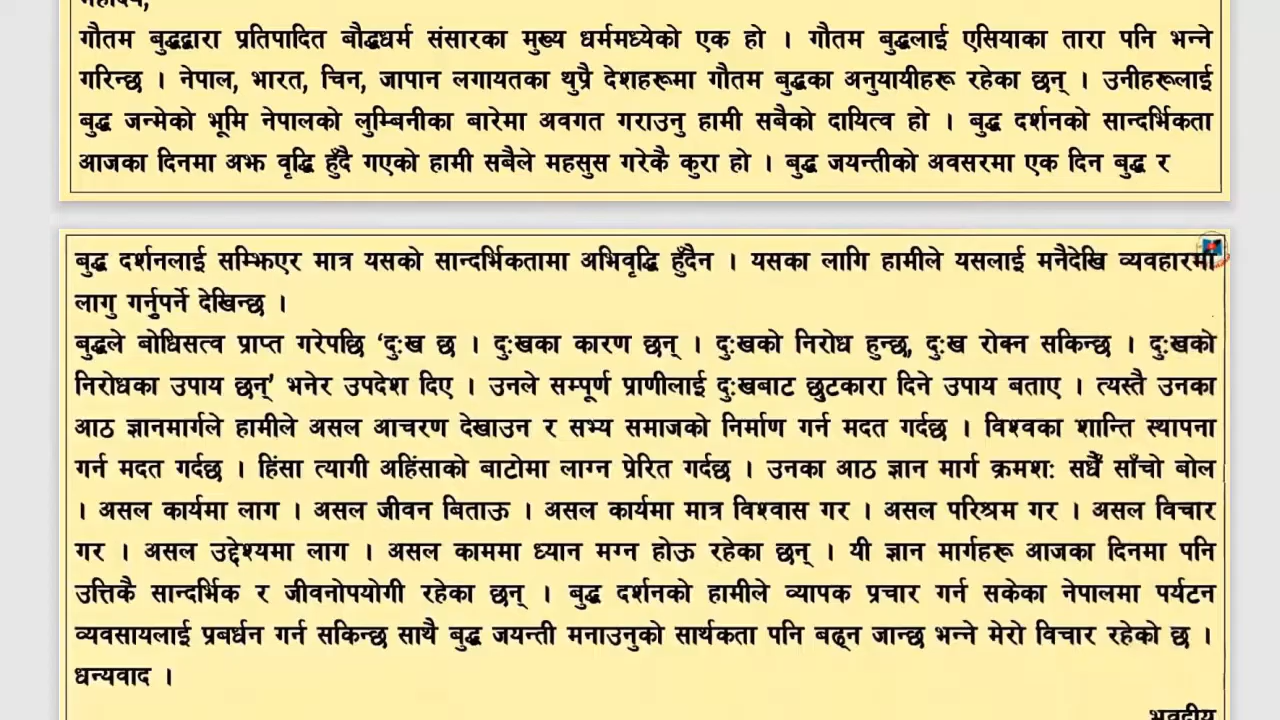 महोदय,
गौतम बुद्धद्वारा प्रतिपादित बौद्धधर्म संसारका मुख्य धर्ममध्येको एक हो । गौतम बुद्धलाई एसियाका तारा पनि भन्ने
गरिन्छ । नेपाल, भारत, चिन, जापान लगायतका थुप्रै देशहरूमा गौतम बुद्धका अनुयायीहरू रहेका छन् । उनीहरूलाई
बुद्ध जन्मेको भूमि नेपालको लुम्बिनीका बारेमा अवगत गराउनु हामी सबैको दायित्व हो । बुद्ध दर्शनको सान्दर्भिकता
आजका दिनमा अझ वृद्धि हुँदै गएको हामी सबैले महसुस गरेकै कुरा हो । बुद्ध जयन्तीको अवसरमा एक दिन बुद्ध र
बुद्ध दर्शनलाई सम्झिएर मात्र यसको सान्दर्भिकतामा अभिवृद्धि हुँदैन । यसका लागि हामीले यसलाई मनैदेखि व्यवहारमा
लागु गर्नुपर्ने देखिन्छ ।
बुद्धले बोधिसत्व प्राप्त गरेपछि ‘दुःख छ । दुःखका कारण छन् । दुःखको निरोध हुन्छ, दुःख रोक्न सकिन्छ । दुःखको
निरोधका उपाय छन्’ भनेर उपदेश दिए । उनले सम्पूर्ण प्राणीलाई दुःखबाट छुटकारा दिने उपाय बताए । त्यस्तै उनका
आठ ज्ञानमार्गले हामीले असल आचरण देखाउन र सभ्य समाजको निर्माण गर्न मदत गर्दछ । विश्वका शान्ति स्थापना
गर्न मदत गर्दछ । हिंसा त्यागी अहिंसाको बाटोमा लाग्न प्रेरित गर्दछ । उनका आठ ज्ञान मार्ग क्रमशः सधैँ साँचो बोल
। असल कार्यमा लाग । असल जीवन बिताऊ । असल कार्यमा मात्र विश्वास गर । असल परिश्रम गर । असल विचार
गर । असल उद्देश्यमा लाग । असल काममा ध्यान मग्न होऊ रहेका छन् । यी ज्ञान मार्गहरू आजका दिनमा पनि
उत्तिकै सान्दर्भिक र जीवनोपयोगी रहेका छन् । बुद्ध दर्शनको हामीले व्यापक प्रचार गर्न सकेका नेपालमा पर्यटन
व्यवसायलाई प्रबर्धन गर्न सकिन्छ साथै बुद्ध जयन्ती मनाउनुको सार्थकता पनि बढ्न जान्छ भन्ने मेरो विचार रहेको छ ।
धन्यवाद ।
भवदीय